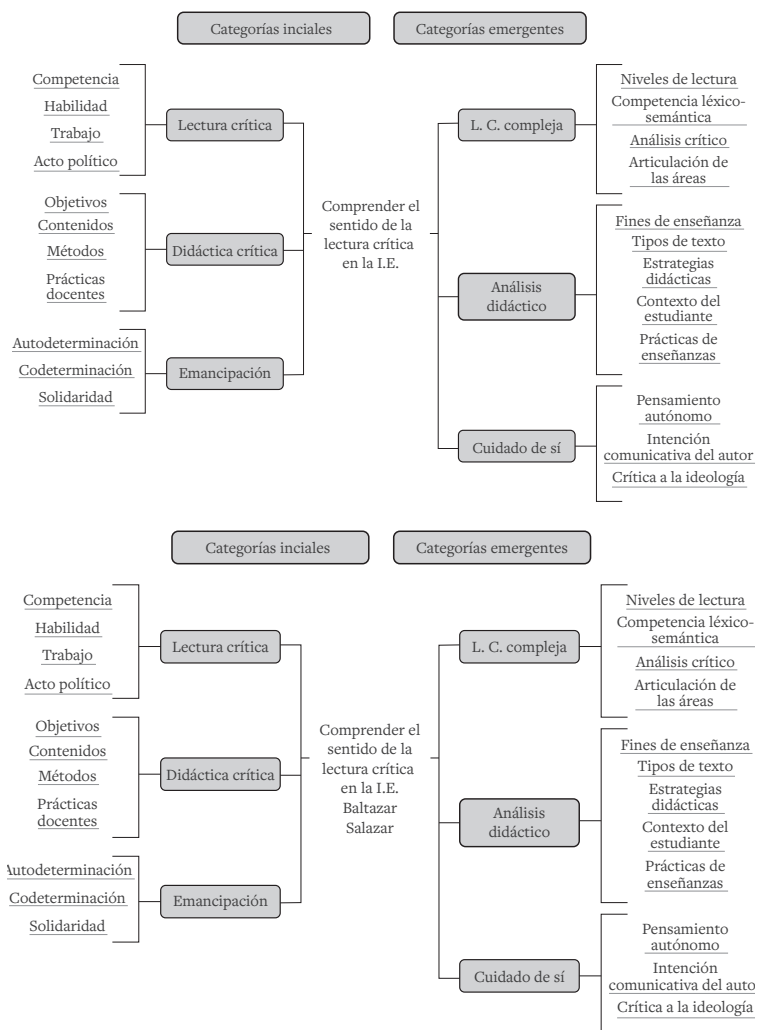 Categorías inciales
Categorías emergentes
Competencia
Habilidad
Trabajo
Acto político
Lectura crítica
Objetivos
Contenidos
Métodos
Prácticas
docentes
Didáctica crítica
Autodeterminación
Codeterminación
Solidaridad
Emancipación
Comprender el
sentido de la
lectura crítica
en la I.E.
L. C. compleja
Niveles de lectura
Competencia léxico-
semántica
Análisis crítico
Articulación de
las áreas
Análisis
didáctico
Fines de enseñanza
Tipos de texto
Estrategias
didácticas
Contexto del
estudiante
Prácticas de
enseñanzas
Cuidado de sí
Pensamiento
autónomo
Intención
comunicativa del autor
Crítica a la ideología
Categorías inciales
Categorías emergentes
Competencia
Habilidad
Trabajo
Acto político
Lectura crítica
Objetivos
Contenidos
Métodos
Prácticas
docentes
Didáctica crítica
Autodeterminación
Codeterminación
Solidaridad
Emancipación
Comprender el
sentido de la
lectura crítica
en la I.E.
Baltazar
Salazar
L. C. compleja
Niveles de lectura
Competencia léxico-
semántica
Análisis crítico
Articulación de
las áreas
Análisis
didáctico
Fines de enseñanza
Tipos de texto
Estrategias
didácticas
Contexto del
estudiante
Prácticas de
enseñanzas
Cuidado de sí
Pensamiento
autónomo
Intención
comunicativa del auto
Crítica a la ideología